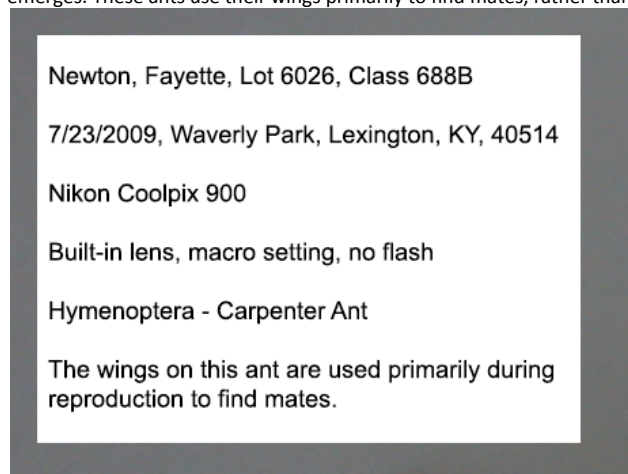 emerges. These ants use their wings primarily to find mates, rather than
Newton, Fayette, Lot 6026, Class 688B
7/23/2009, Waverly Park, Lexington, KY, 40514
Nikon Coolpix 900
Built-in lens, macro setting, no flash
Hymenoptera - Carpenter Ant
The wings on this ant are used primarily during
reproduction to find mates.